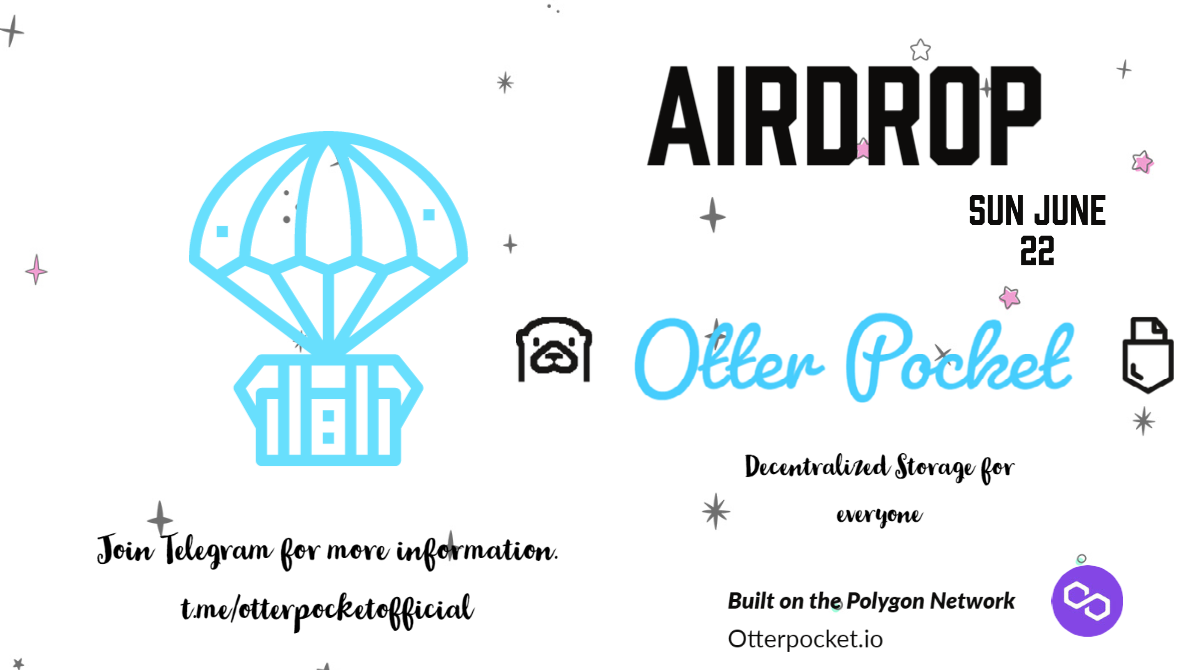 AIRDROP
SUN JUNE
22
Otter Pocket
Decentralized Storage for
everyone
Join Telegram for more information.
t.me/otterpocketofficial
Built on the Polygon Network
Otterpocket.io